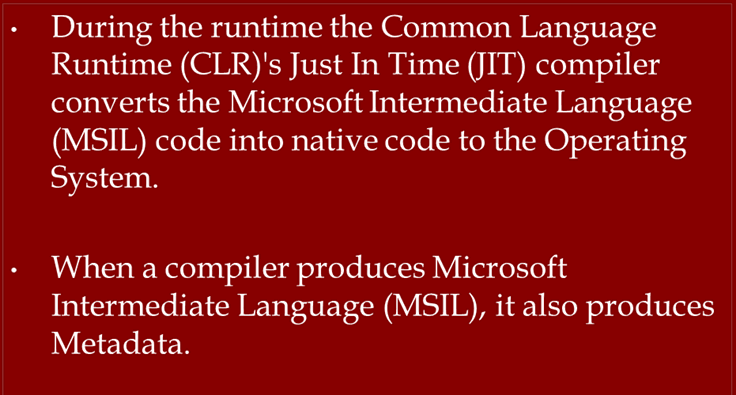 • During the runtime the Common Language
Runtime (CLR)'s Just In Time (JIT) compiler
converts the Microsoft Intermediate Language
(MSIL) code into native code to the Operating
System.
• When a compiler produces Microsoft
Intermediate Language (MSIL), it also produces
Metadata.